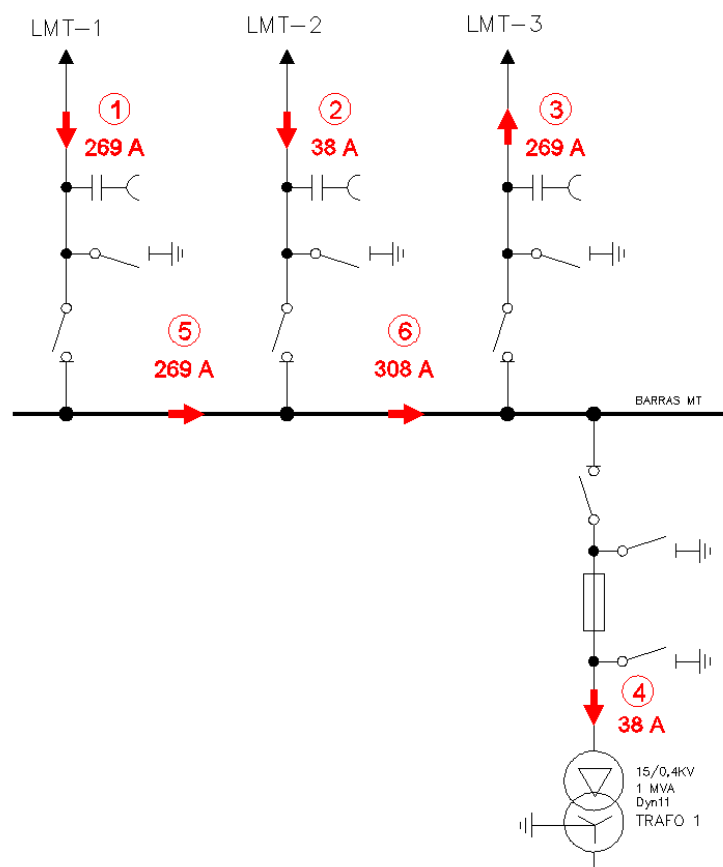 LMT-1 LMT-2 LMT-3
1 2 3
269 A 38 A 269 A
5 6
269 A 308 A
BARRAS MT
4
38 A
15/0.4KV
1 MVA
Dyn11
TRAFO 1